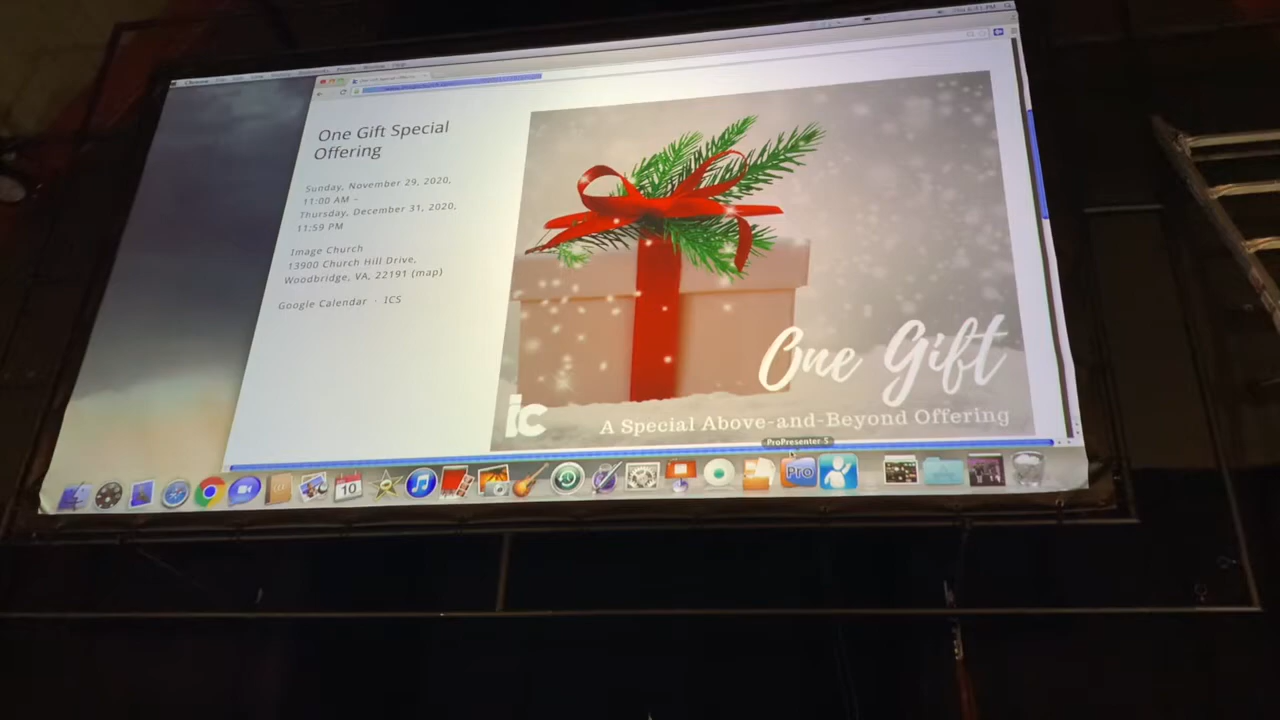 One Gift Special
Offering
Sunday, November 29, 2020,
11:00 AM –
Thursday, December 31, 2020,
11:59 PM
Image Church
13900 Church Hill Drive,
Woodbridge, VA, 22191 (map)
Google Calendar · ICS
One Gift
ic
A Special Above-and-Beyond Offering
ProPresenter 5
10
Pro